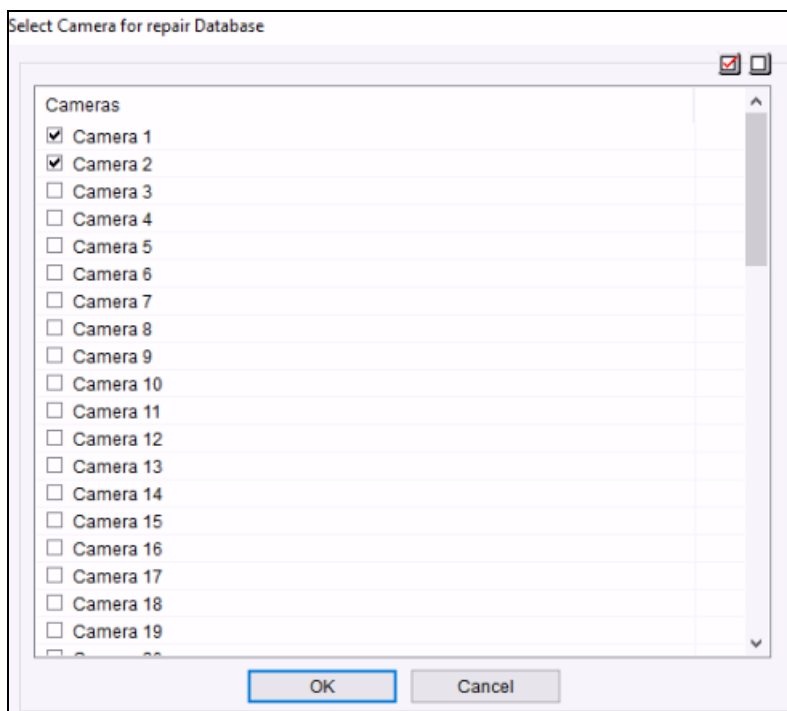 Select Camera for repair Database
Cameras
Camera 1
Camera 2
Camera 3
Camera 4
Camera 5
Camera 6
Camera 7
Camera 8
Camera 9
Camera 10
Camera 11
Camera 12
Camera 13
Camera 14
Camera 15
Camera 16
Camera 17
Camera 18
Camera 19
OK Cancel